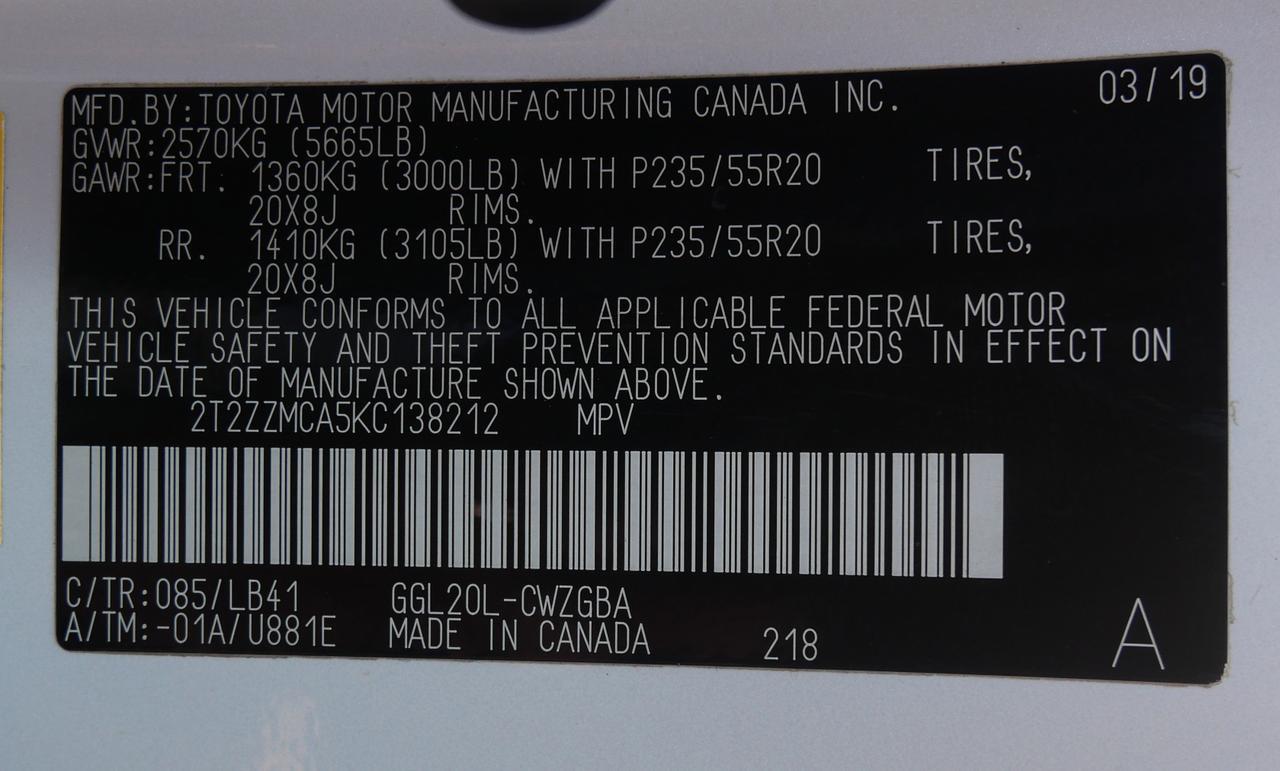 MFD.BY:TOYOTA MOTOR MANUFACTURING CANADA INC. 03/19
GVWR:2570KG (5665LB)
GAWR:FRT. 1360KG (3000LB) WITH P235/55R20 TIRES,
20X8J RIMS.
RR. 1410KG (3105LB) WITH P235/55R20 TIRES,
20X8J RIMS.
THIS VEHICLE CONFORMS TO ALL APPLICABLE FEDERAL MOTOR
VEHICLE SAFETY AND THEFT PREVENTION STANDARDS IN EFFECT ON
THE DATE OF MANUFACTURE SHOWN ABOVE.
2T2ZZMCA5KC138212 MPV
C/TR:085/LB41 GGL20L-CWZGBA
A/TM:-01A/U881E MADE IN CANADA 218 A